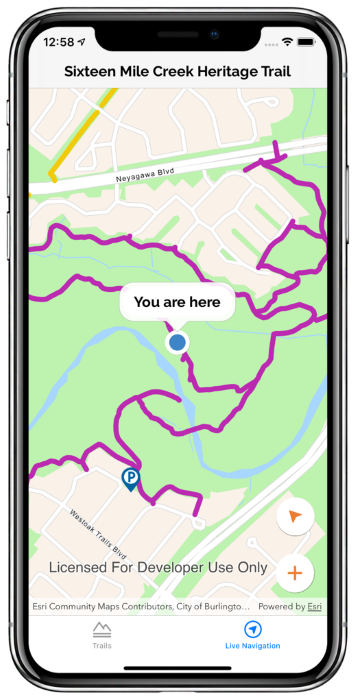 12:58
Sixteen Mile Creek Heritage Trail
Neyagawa Blvd
You are here
P
Westoak Trails Blvd
Licensed For Developer Use Only
Esri Community Maps Contributors, City of Burlingto... Powered by Esri
Trails
Live Navigation